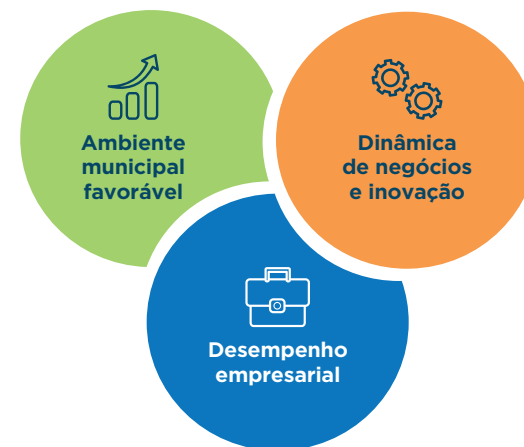 Ambiente
municipal
favorável
Dinâmica
de negócios
e inovação
Desempenho
empresarial